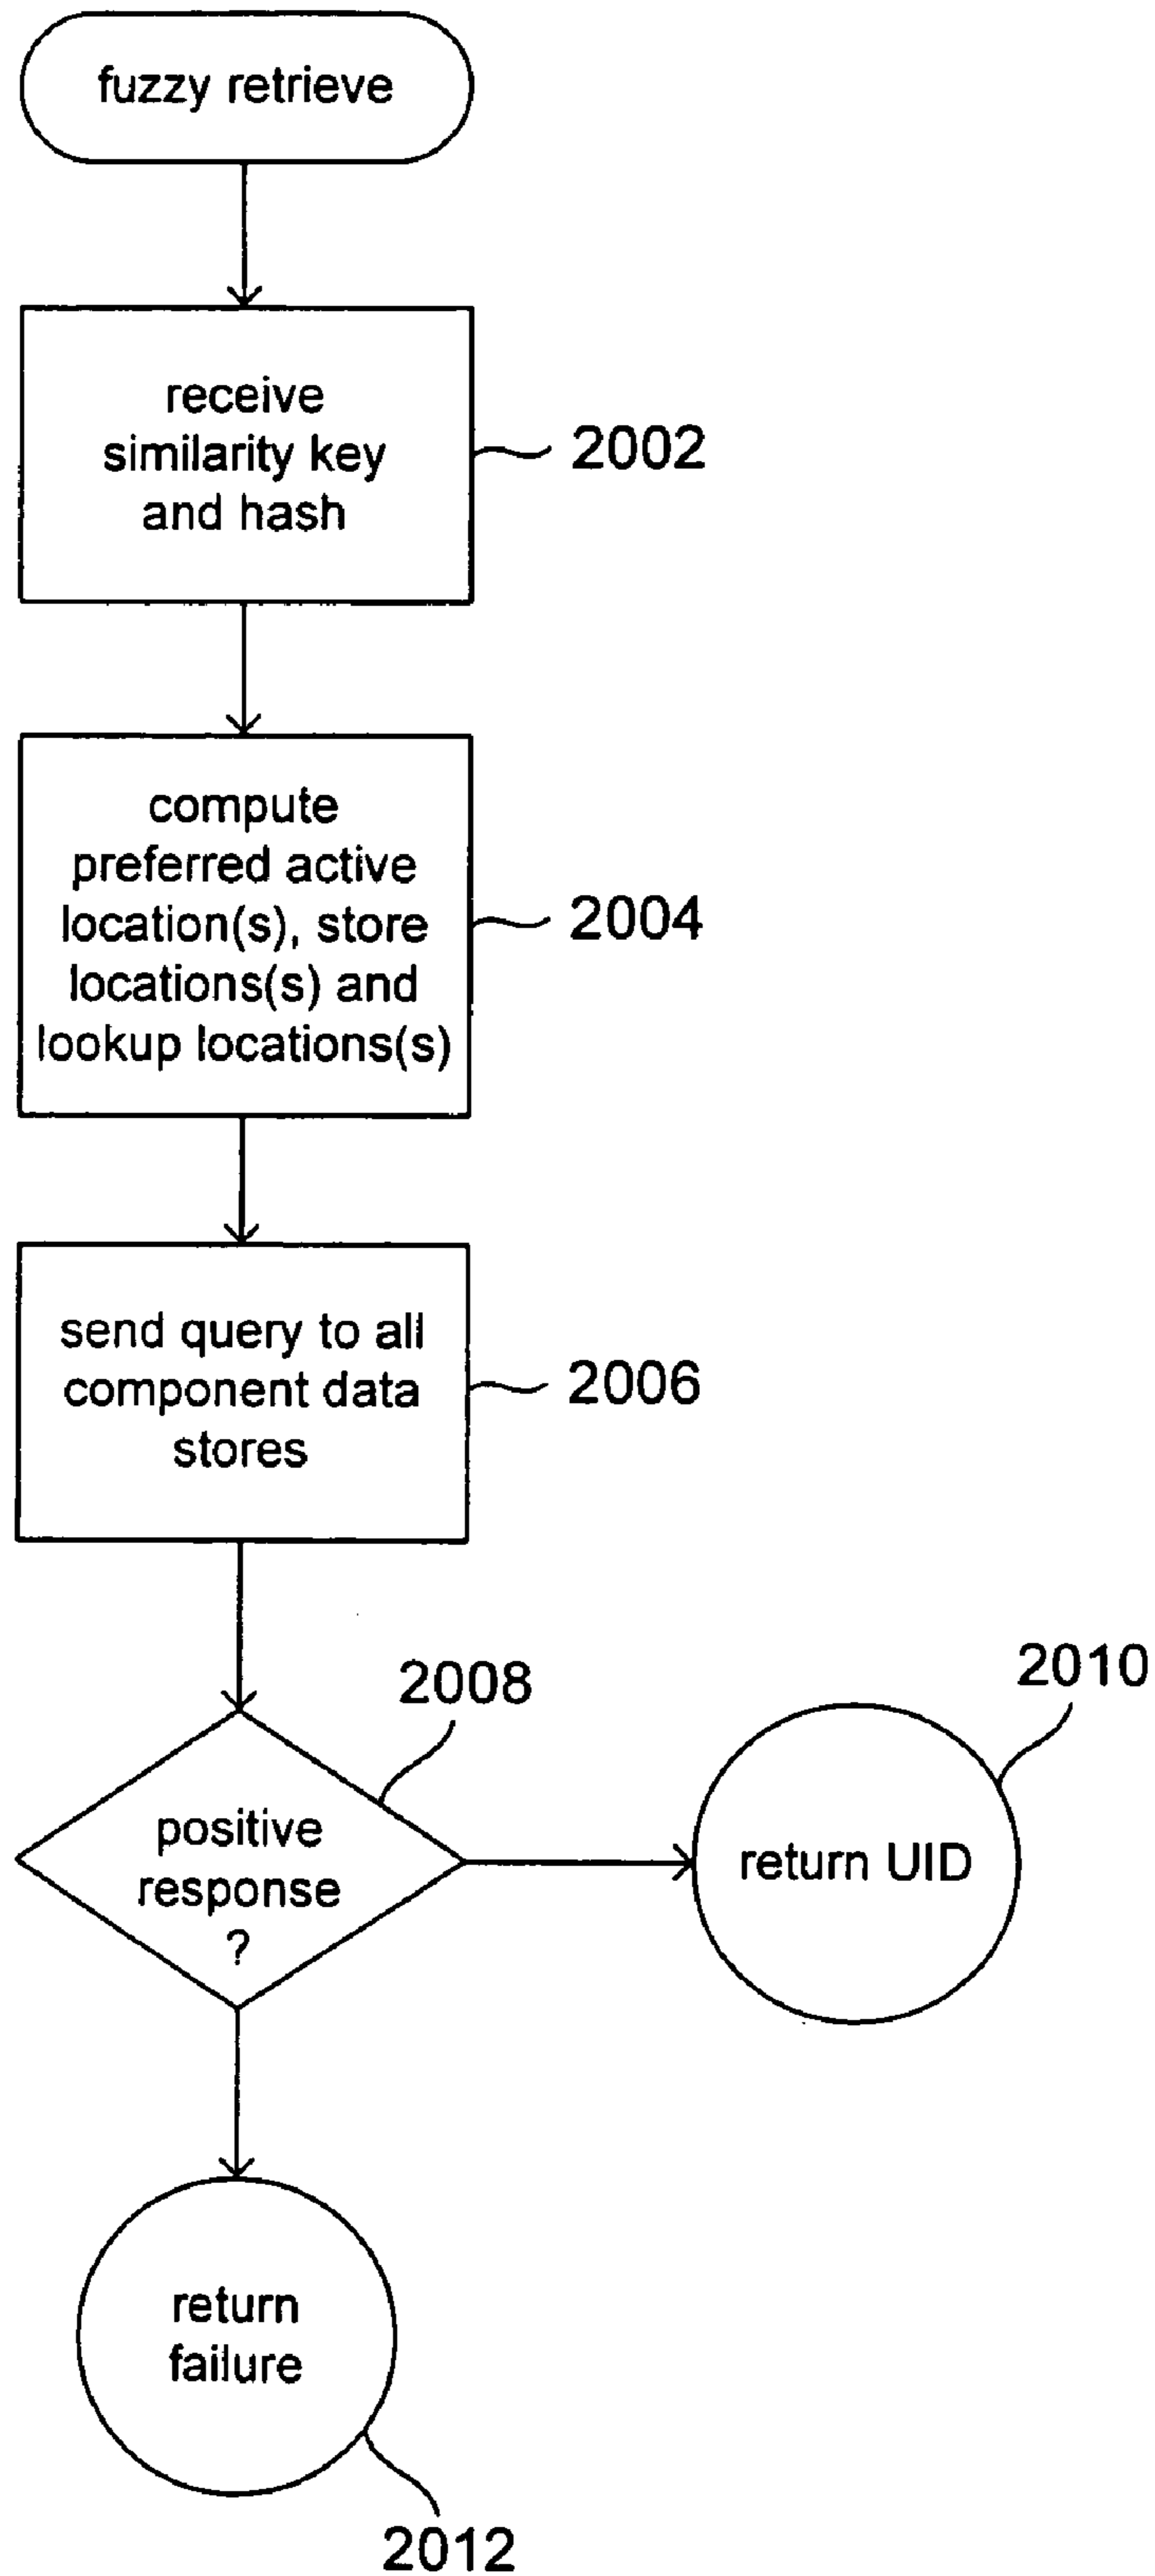 fuzzy retrieve
receive
similarity key
and hash
2002
compute
preferred active
location(s), store
locations(s) and
lookup locations(s)
2004
send query to all
component data
stores
2006
2008
positive
response
?
2010
return UID
return
failure
2012